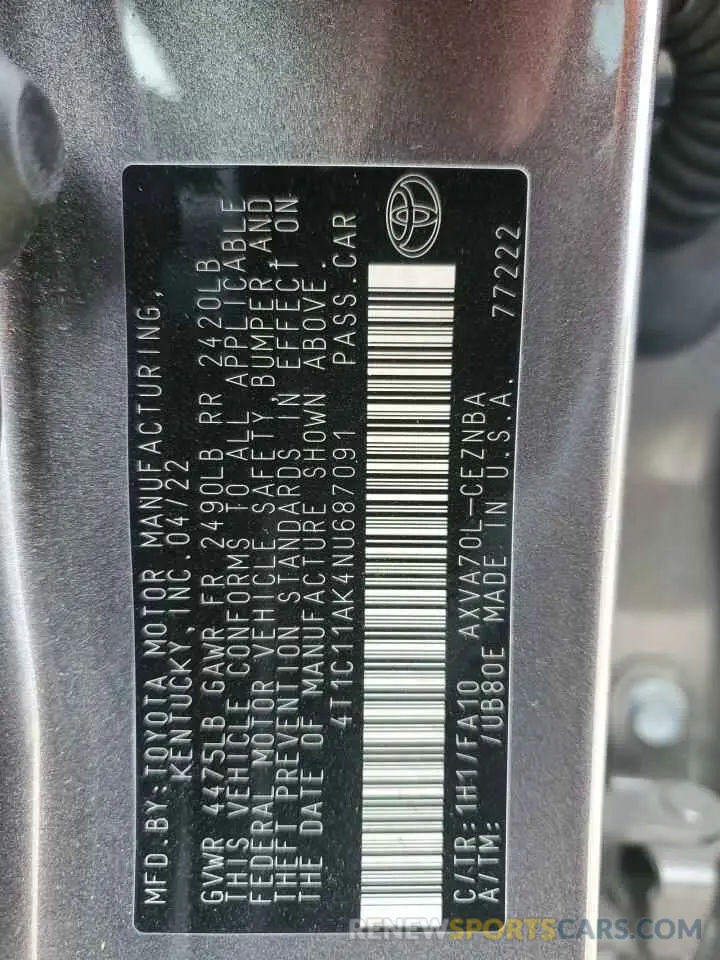 MFD.BY:TOYOTA MOTOR MANUFACTURING,
KENTUCKY, INC.04/22
GVWR 4475LB GAWR FR 2490LB RR 2420LB
THIS VEHICLE CONFORMS TO ALL APPLICABLE
FEDERAL MOTOR VEHICLE SAFETY, BUMPER,AND
THEFT PREVENTION STANDARDS IN EFFECT ON
THE DATE OF MANUFACTURE SHOWN ABOVE.
4T1C11AK4NU687091 PASS.CAR
C/TR:1H1/FA10 AXVA70L-CEZNBA
A/TM: /UB80E MADE IN U.S.A. 77222
RENEWSPORTSCARS.COM